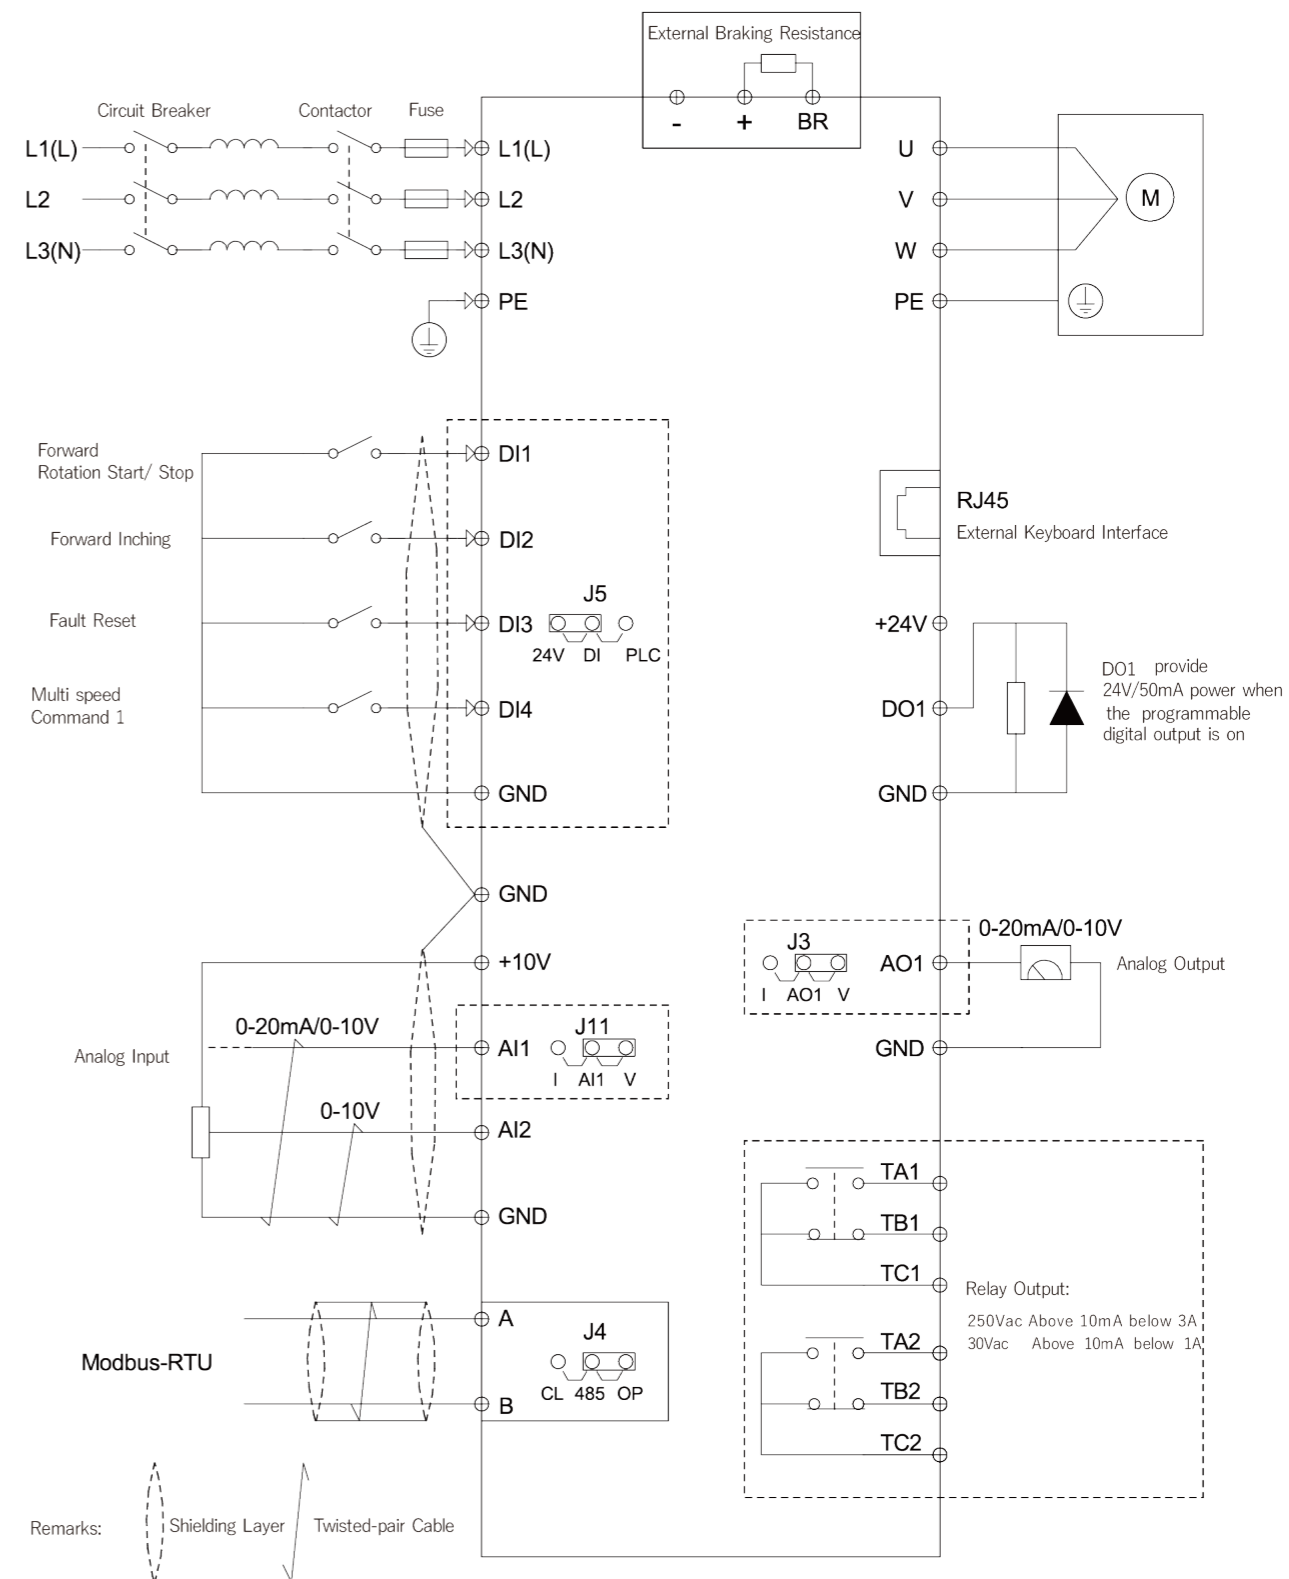 External Braking Resistance
- + BR
Circuit Breaker Contactor Fuse
L1(L) L1(L)
L2 L2
L3(N) L3(N)
PE
U
V
W
PE
M
Forward
Rotation Start/ Stop
DI1
Forward Inching
DI2
Fault Reset
DI3
J5
24V DI PLC
Multi speed
Command 1
DI4
GND
RJ45
External Keyboard Interface
+24V
DO1
GND
DO1 provide
24V/50mA power when
the programmable
digital output is on
GND
+10V
0-20mA/0-10V
Analog Input
AI1
J11
I AI1 V
0-10V
AI2
GND
J3
I AO1 V
AO1
0-20mA/0-10V
Analog Output
GND
TA1
TB1
TC1
Relay Output:
250Vac Above 10mA below 3A
30Vac Above 10mA below 1A
TA2
TB2
TC2
Modbus-RTU
A
J4
CL 485 OP
B
Remarks: Shielding Layer Twisted-pair Cable